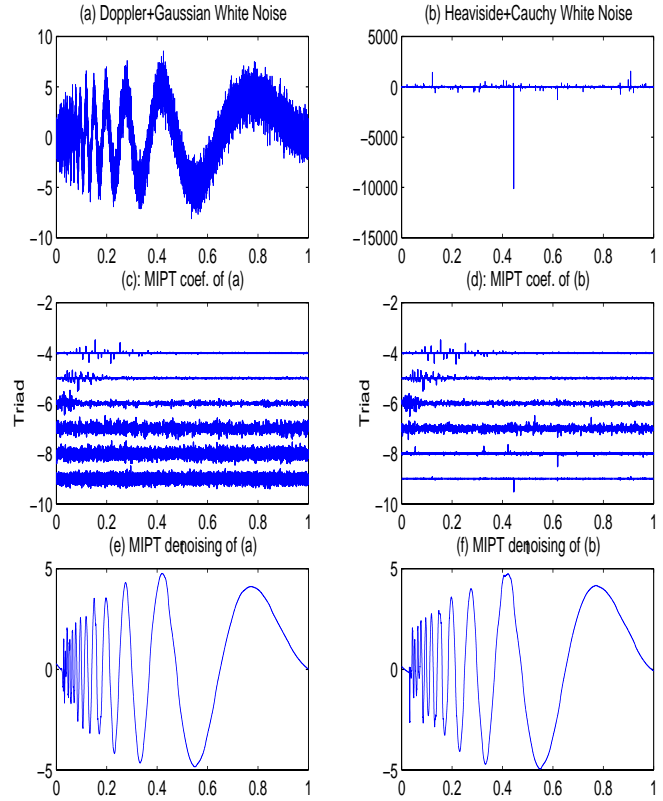 (a) Doppler+Gaussian White Noise
(b) Heaviside+Cauchy White Noise
10
5
0
−5
−10
0 0.2 0.4 0.6 0.8 1
5000
0
−5000
−10000
−15000
0 0.2 0.4 0.6 0.8 1
(c): MIPT coef. of (a)
(d): MIPT coef. of (b)
Triad
−2
−4
−6
−8
−10
0 0.2 0.4 0.6 0.8 1
t
Triad
−2
−4
−6
−8
−10
0 0.2 0.4 0.6 0.8 1
t
(e) MIPT denoising of (a)
(f) MIPT denoising of (b)
5
0
−5
0 0.2 0.4 0.6 0.8 1
5
0
−5
0 0.2 0.4 0.6 0.8 1